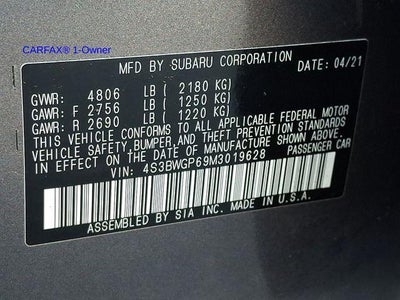 CARFAX® 1-Owner
MFD BY SUBARU CORPORATION DATE: 04/21
GVWR: 4806 LB ( 2180 KG)
GAWR: F 2756 LB ( 1250 KG)
GAWR: R 2690 LB ( 1220 KG)
THIS VEHICLE CONFORMS TO ALL APPLICABLE FEDERAL MOTOR
VEHICLE SAFETY, BUMPER, AND THEFT PREVENTION STANDARDS
IN EFFECT ON THE DATE OF MANUFACTURE SHOWN ABOVE.
VIN: 4S3BWGP69M3019628 PASSENGER CAR
ASSEMBLED BY SIA INC. MADE IN U.S.A.